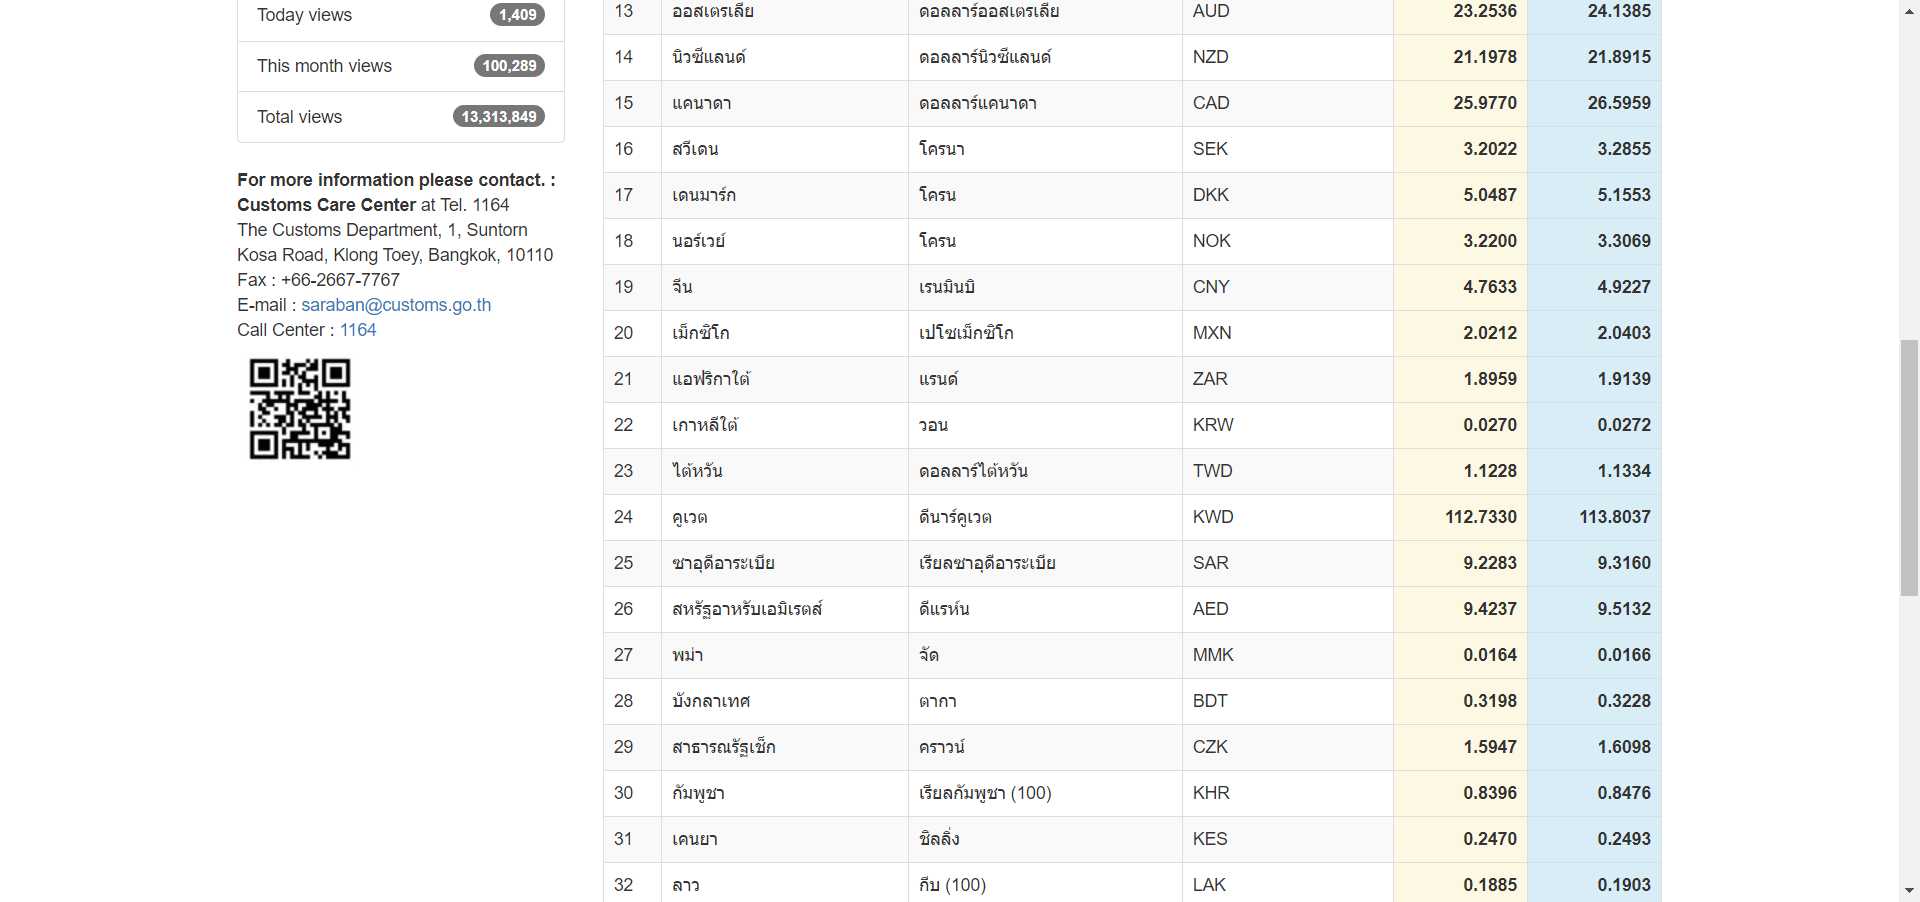 Today views 1,409
This month views 100,289
Total views 13,313,849
For more information please contact. :
Customs Care Center at Tel. 1164
The Customs Department, 1, Suntorn
Kosa Road, Klong Toey, Bangkok, 10110
Fax : +66-2667-7767
E-mail : saraban@customs.go.th
Call Center : 1164
13 ออสเตรเลีย ดอลลาร์ออสเตรเลีย AUD 23.2536 24.1385
14 นิวซีแลนด์ ดอลลาร์นิวซีแลนด์ NZD 21.1978 21.8915
15 แคนาดา ดอลลาร์แคนาดา CAD 25.9770 26.5959
16 สวีเดน โครนา SEK 3.2022 3.2855
17 เดนมาร์ก โครน DKK 5.0487 5.1553
18 นอร์เวย์ โครน NOK 3.2200 3.3069
19 จีน เรนมินบิ CNY 4.7633 4.9227
20 เม็กซิโก เปโซเม็กซิโก MXN 2.0212 2.0403
21 แอฟริกาใต้ แรนด์ ZAR 1.8959 1.9139
22 เกาหลีใต้ วอน KRW 0.0270 0.0272
23 ไต้หวัน ดอลลาร์ไต้หวัน TWD 1.1228 1.1334
24 คูเวต ดีนาร์คูเวต KWD 112.7330 113.8037
25 ซาอุดีอาระเบีย เรียลซาอุดีอาระเบีย SAR 9.2283 9.3160
26 สหรัฐอาหรับเอมิเรตส์ ดีแรห์น AED 9.4237 9.5132
27 พม่า จัด MMK 0.0164 0.0166
28 บังกลาเทศ ตากา BDT 0.3198 0.3228
29 สาธารณรัฐเช็ก คราวน์ CZK 1.5947 1.6098
30 กัมพูชา เรียลกัมพูชา (100) KHR 0.8396 0.8476
31 เคนยา ชิลลิ่ง KES 0.2470 0.2493
32 ลาว กีบ (100) LAK 0.1885 0.1903